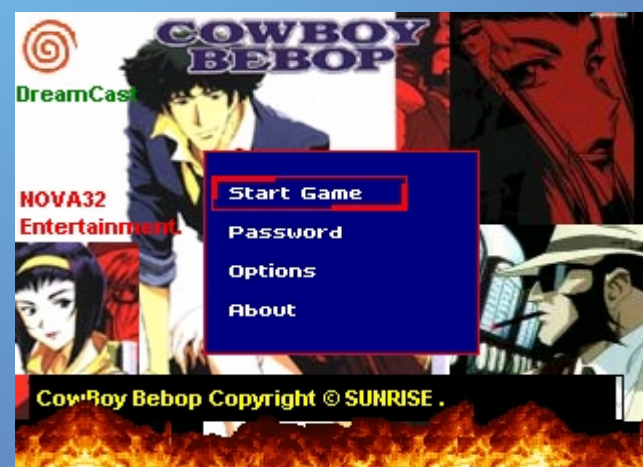 COWBOY
BEBOP
DreamCast
NOVA32
Entertainment.
Start Game
Password
Options
About
CowBoy Bebop Copyright © SUNRISE .